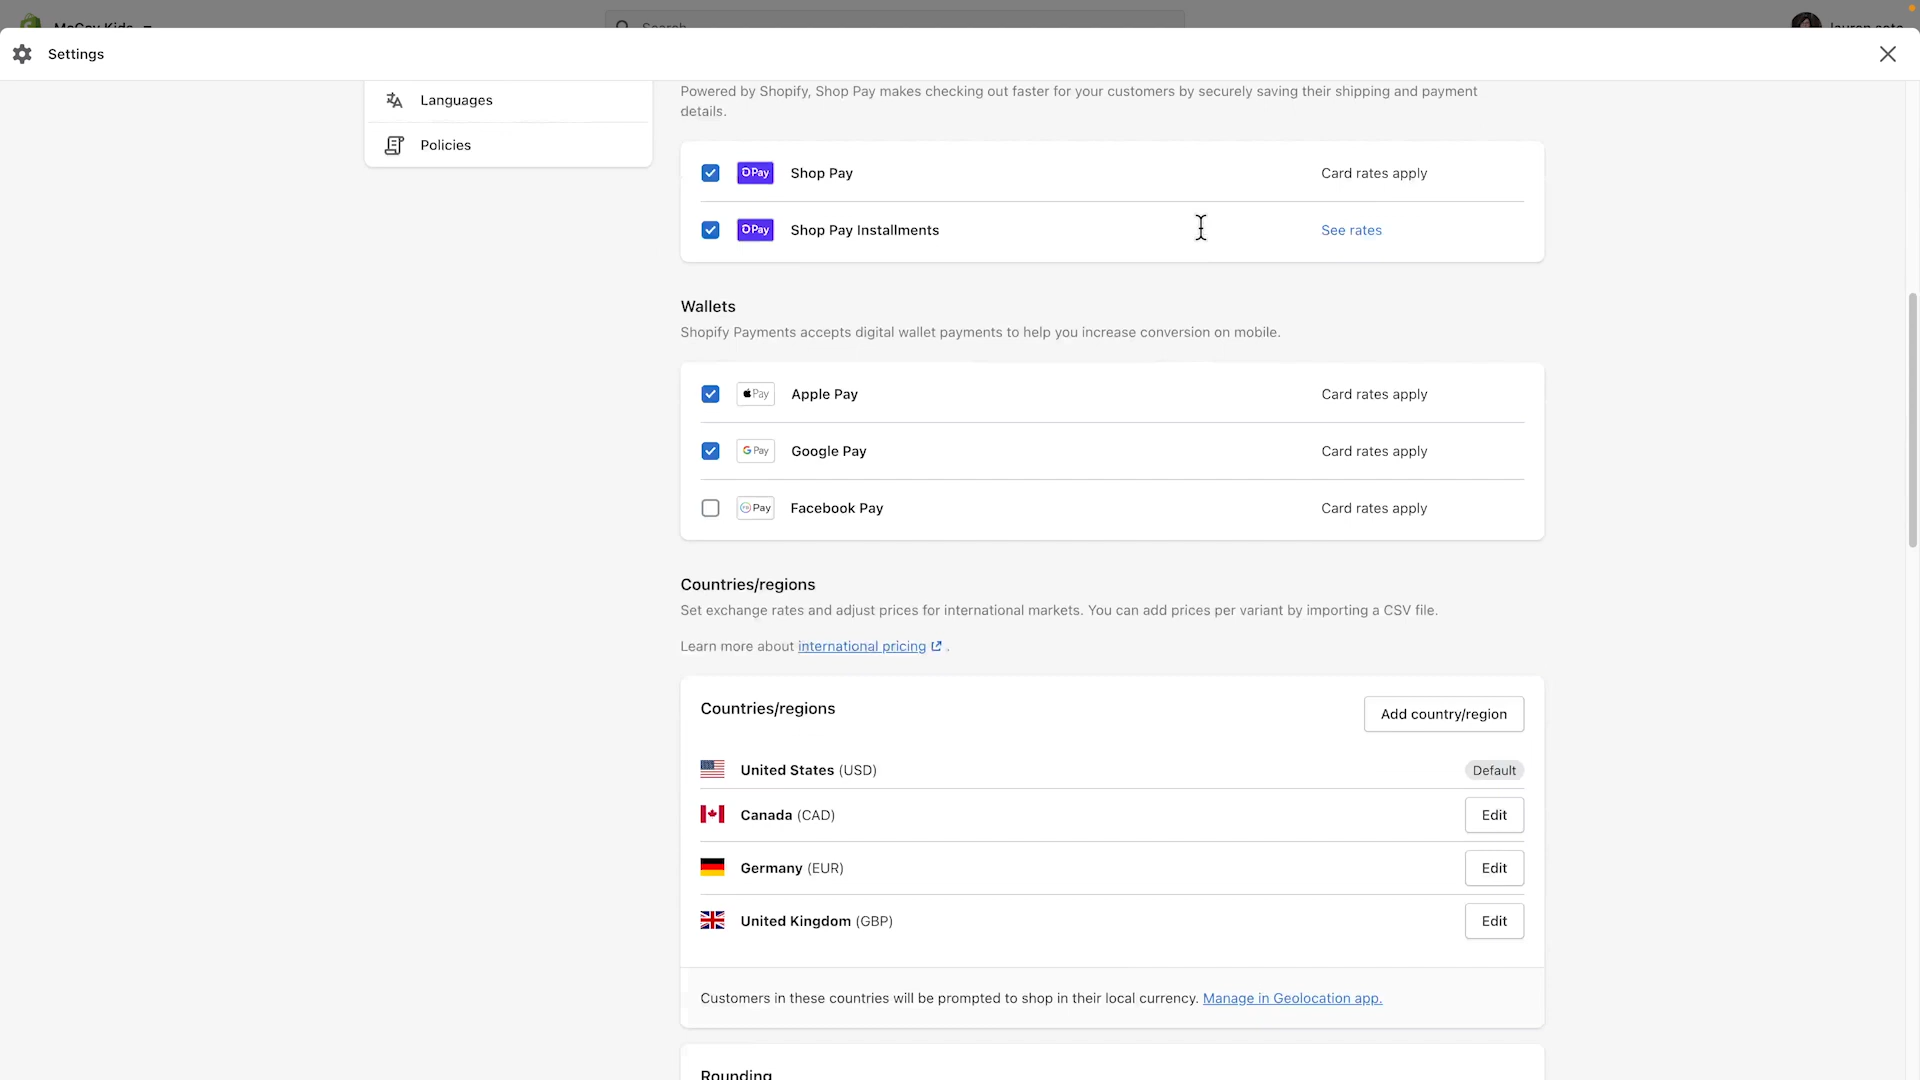 Settings
Languages
Policies
Powered by Shopify, Shop Pay makes checking out faster for your customers by securely saving their shipping and payment
details.
Pay Shop Pay Card rates apply
Pay Shop Pay Installments See rates
Wallets
Shopify Payments accepts digital wallet payments to help you increase conversion on mobile.
Pay Apple Pay Card rates apply
G Pay Google Pay Card rates apply
Pay Facebook Pay Card rates apply
Countries/regions
Set exchange rates and adjust prices for international markets. You can add prices per variant by importing a CSV file.
Learn more about international pricing .
Countries/regions Add country/region
United States (USD) Default
Canada (CAD) Edit
Germany (EUR) Edit
United Kingdom (GBP) Edit
Customers in these countries will be prompted to shop in their local currency. Manage in Geolocation app.
Rounding